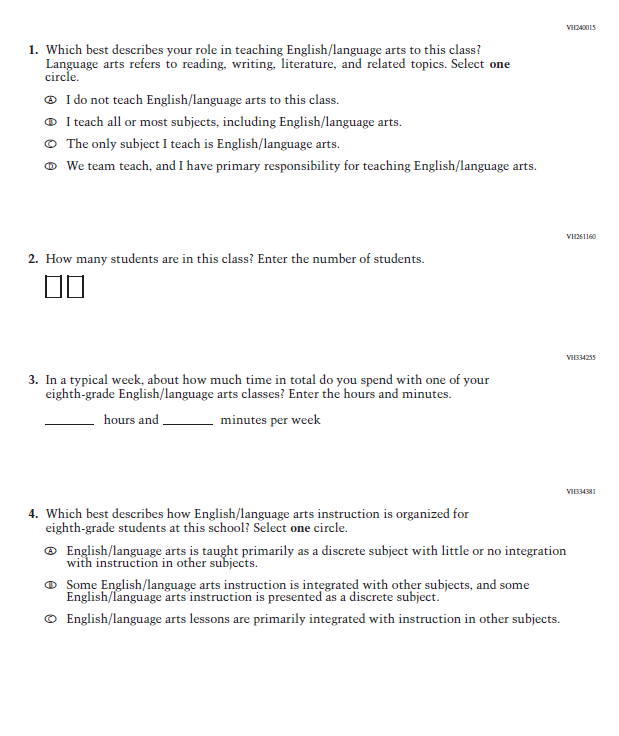 VH240015
1. Which best describes your role in teaching English/language arts to this class?
Language arts refers to reading, writing, literature, and related topics. Select one
circle.
Ⓐ I do not teach English/language arts to this class.
Ⓑ I teach all or most subjects, including English/language arts.
Ⓒ The only subject I teach is English/language arts.
Ⓓ We team teach, and I have primary responsibility for teaching English/language arts.
VH261160
2. How many students are in this class? Enter the number of students.
VH334255
3. In a typical week, about how much time in total do you spend with one of your
eighth-grade English/language arts classes? Enter the hours and minutes.
_______ hours and _______ minutes per week
VH334381
4. Which best describes how English/language arts instruction is organized for
eighth-grade students at this school? Select one circle.
Ⓐ English/language arts is taught primarily as a discrete subject with little or no integration
with instruction in other subjects.
Ⓑ Some English/language arts instruction is integrated with other subjects, and some
English/language arts instruction is presented as a discrete subject.
Ⓒ English/language arts lessons are primarily integrated with instruction in other subjects.